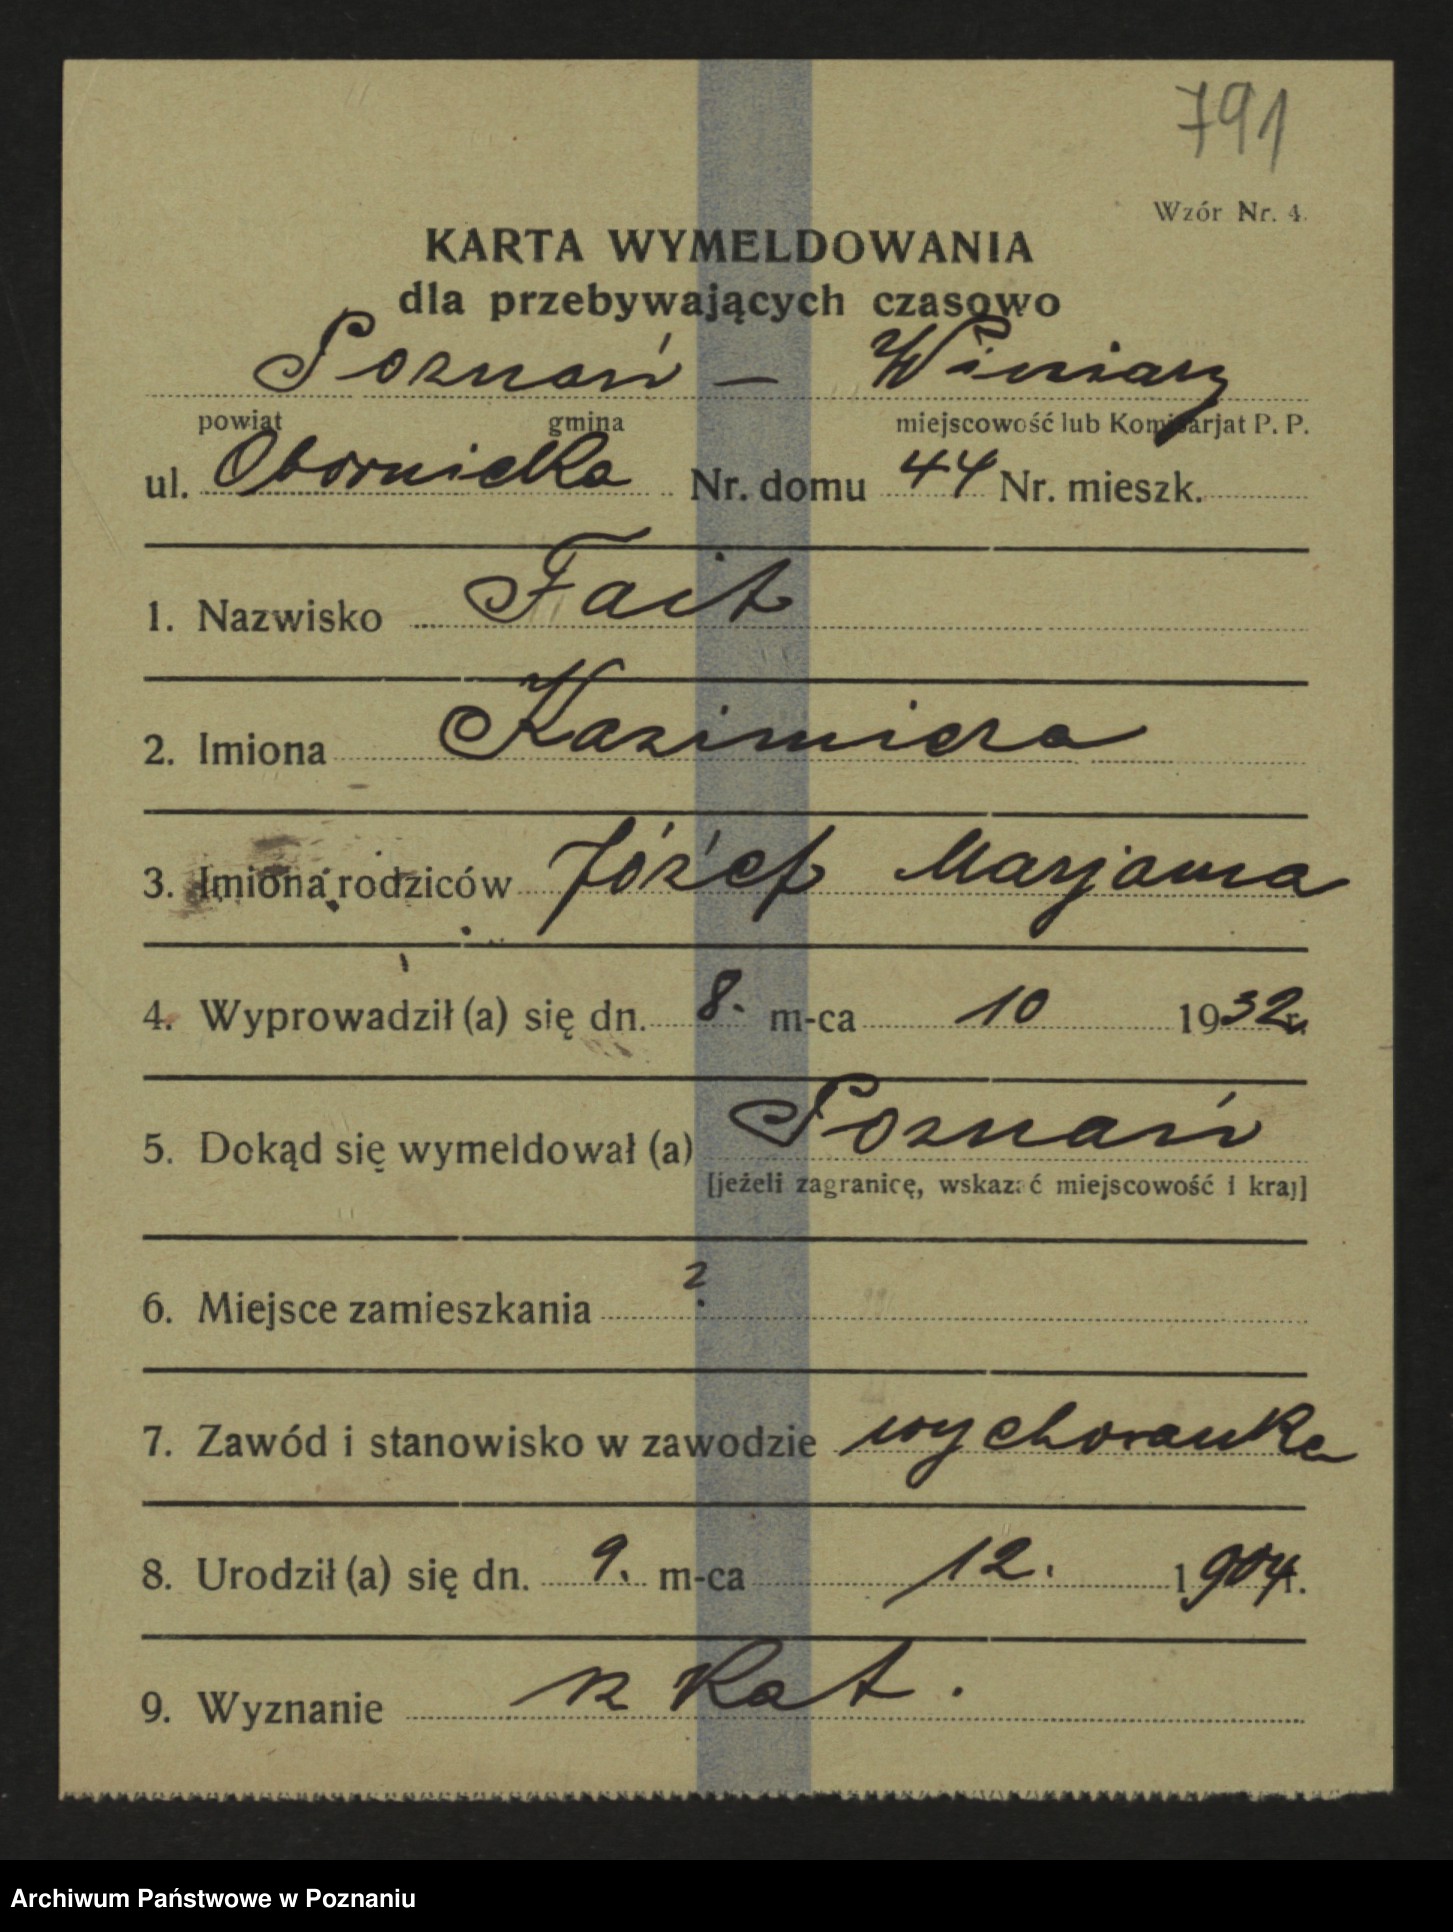 791
Wzór Nr. 4.
KARTA WYMELDOWANIA
dla przebywających czasowo
Poznań — Winiary
powiat gmina miejscowość lub Komisarjat P. P.
ul. Obornicka Nr. domu 44 Nr. mieszk.
1. Nazwisko Fait
2. Imiona Kazimiera
3. Imiona rodziców Józef Marjanna
4. Wyprowadził (a) się dn. 8. m-ca 10 1932 r.
5. Dokąd się wymeldował (a) Poznań
[jeżeli zagranicę, wskazać miejscowość i kraj]
6. Miejsce zamieszkania ?
7. Zawód i stanowisko w zawodzie wychowanka
8. Urodził (a) się dn. 9. m-ca 12. 1904 r.
9. Wyznanie rz kat.
Archiwum Państwowe w Poznaniu